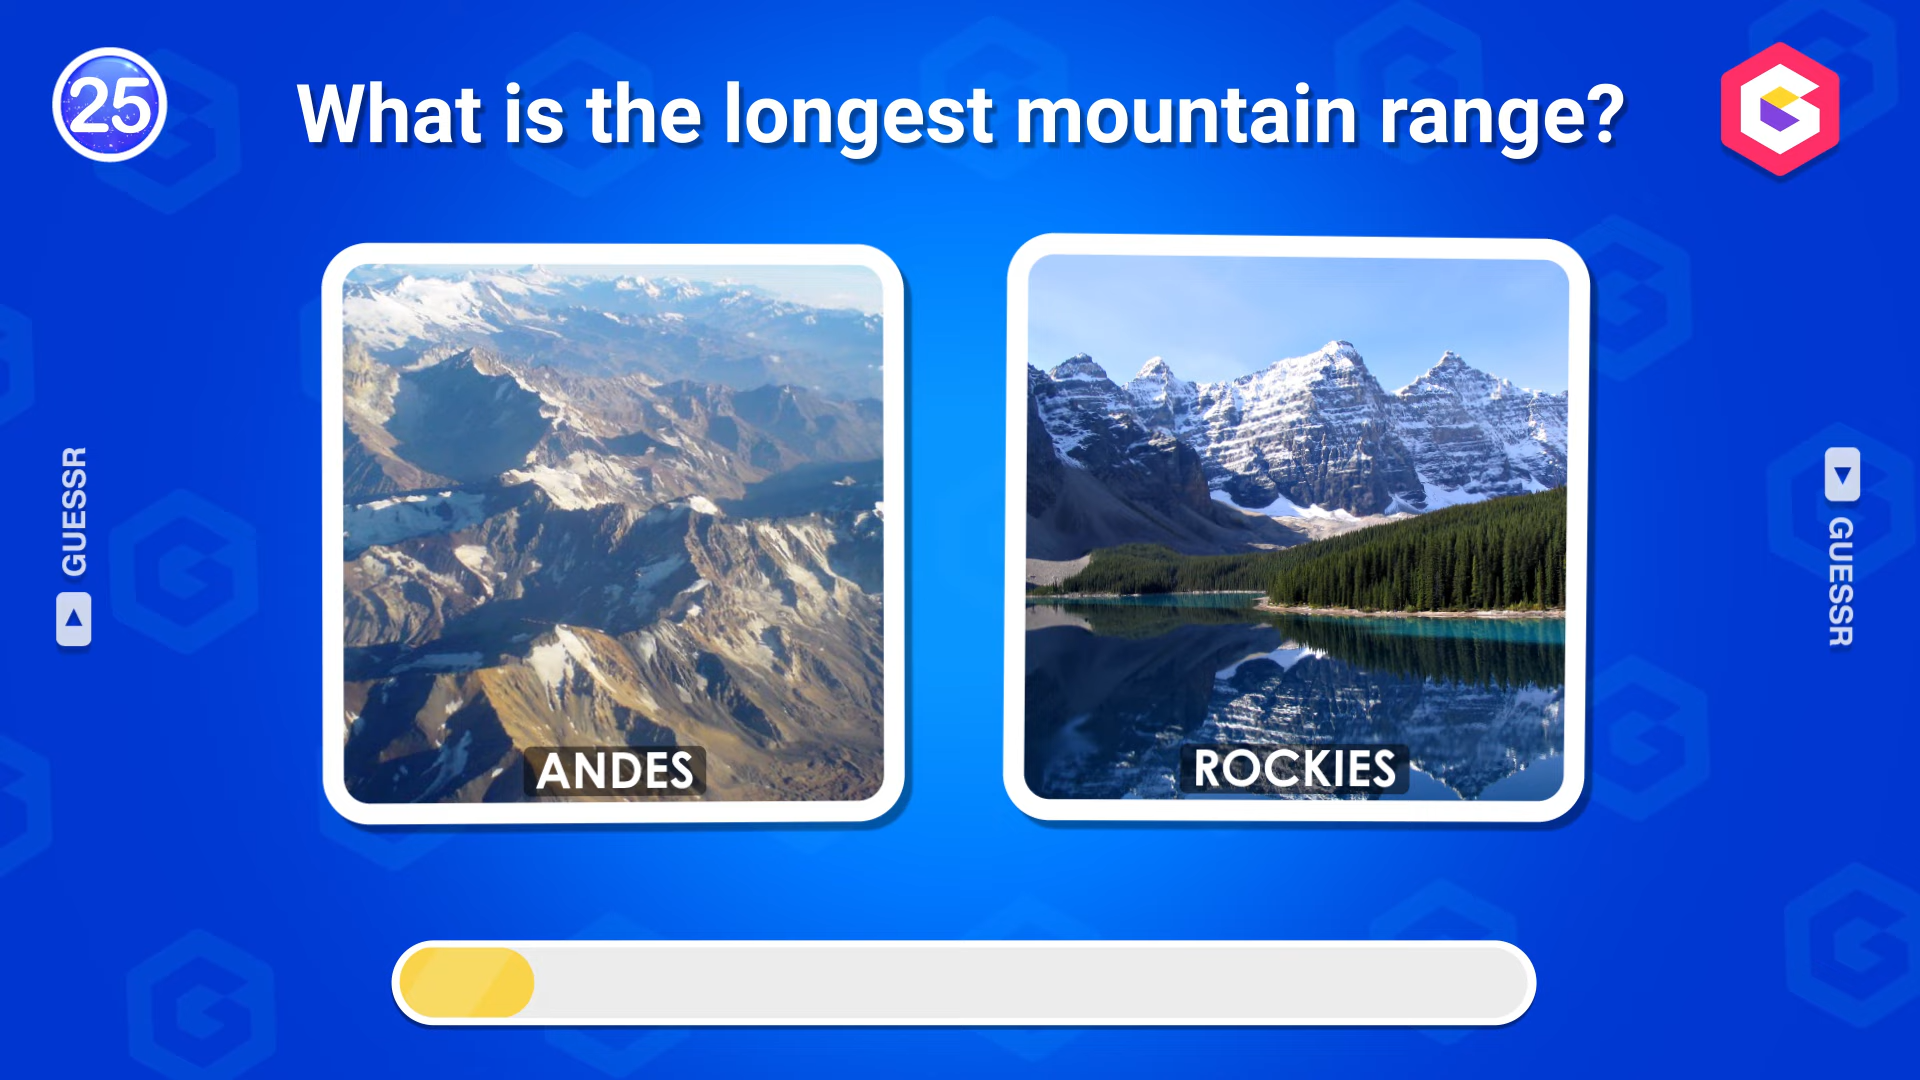 25
What is the longest mountain range?
GUESSR
ANDES
ROCKIES
GUESSR